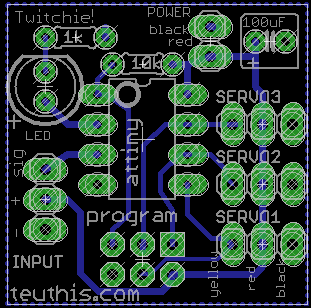 Twitchie!
POWER
black
red
100uF
+
1k
10k
+
LED
attiny
SERVO3
SERVO2
SERVO1
sig
+
-
program
INPUT
yellow
red
black
teuthis.com